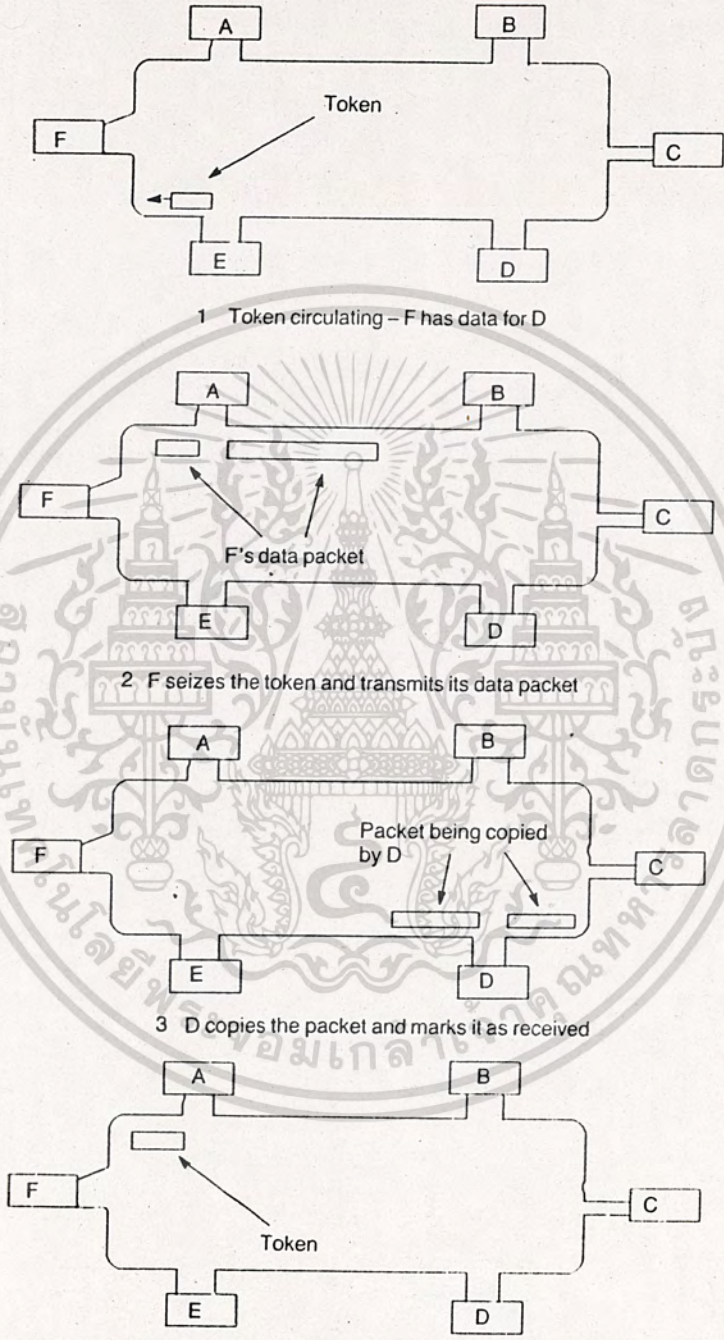 A
B
Token
F
C
E
D
1 Token circulating – F has data for D
A
B
F
C
F's data packet
E
D
2 F seizes the token and transmits its data packet
A
B
Packet being copied
by D
F
C
E
D
3 D copies the packet and marks it as received
A
B
F
C
Token
E
D